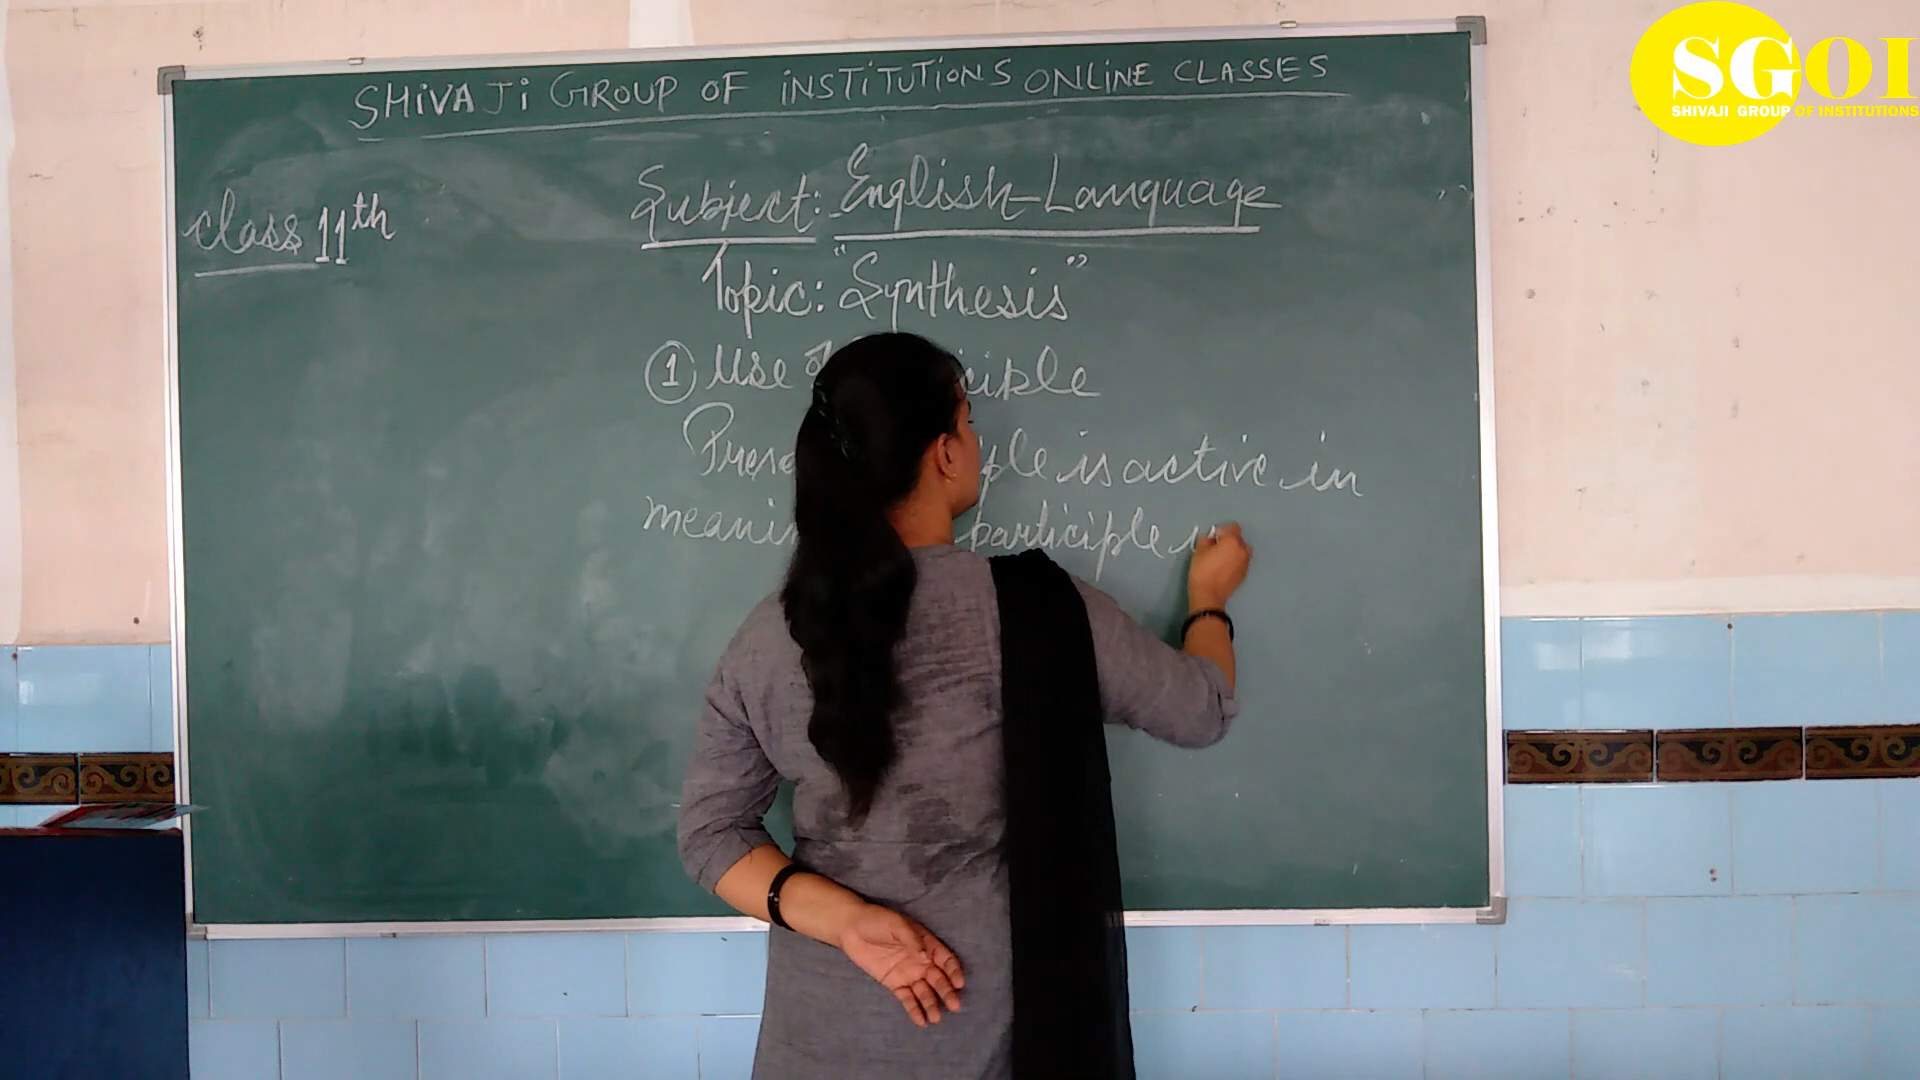 SHiVAJi GROUP OF iNSTiTUTiONS ONLiNE CLASSES
SGOI
SHIVAJI GROUP OF INSTITUTIONS
Class 11th
Subject: English-Language
Topic: "Synthesis"
① Use of
is active in
participle